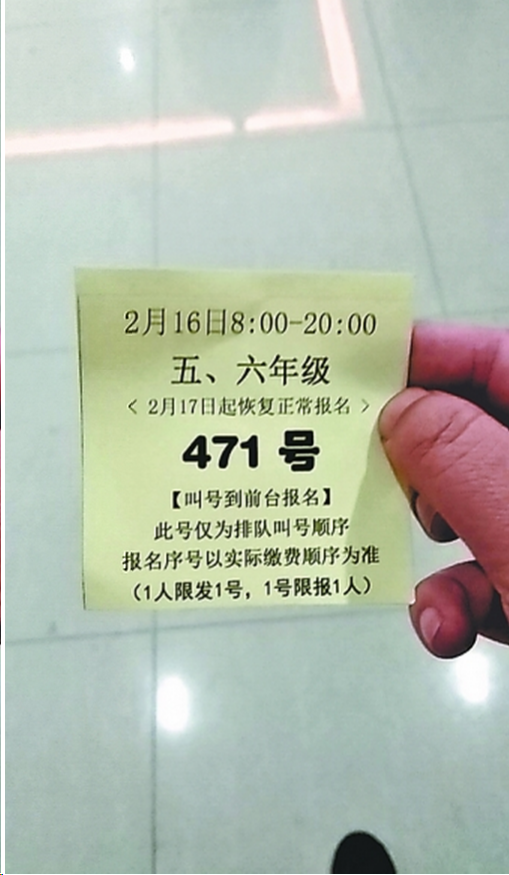 2月16日8:00-20:00
五、六年级
< 2月17日起恢复正常报名 >
471 号
【叫号到前台报名】
此号仅为排队叫号顺序
报名序号以实际缴费顺序为准
(1人限发1号,1号限报1人)